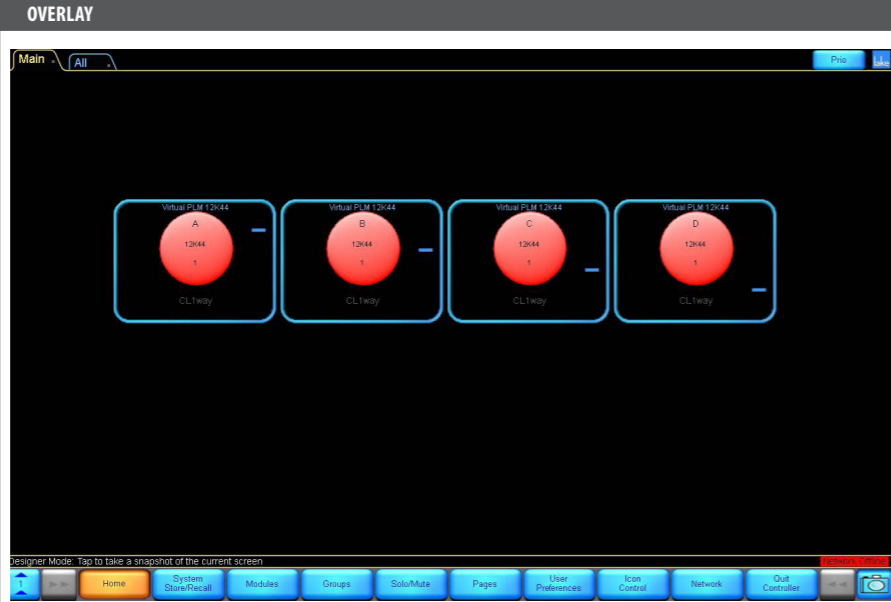 OVERLAY
Main
All
Prio
Lake
Virtual PLM 12K44
A
12K44
1
CL1way
Virtual PLM 12K44
B
12K44
1
CL1way
Virtual PLM 12K44
C
12K44
1
CL1way
Virtual PLM 12K44
D
12K44
1
CL1way
Designer Mode: Tap to take a snapshot of the current screen
Network Offline
1
Home
System
Store/Recall
Modules
Groups
Solo/Mute
Pages
User
Preferences
Icon
Control
Network
Quit
Controller